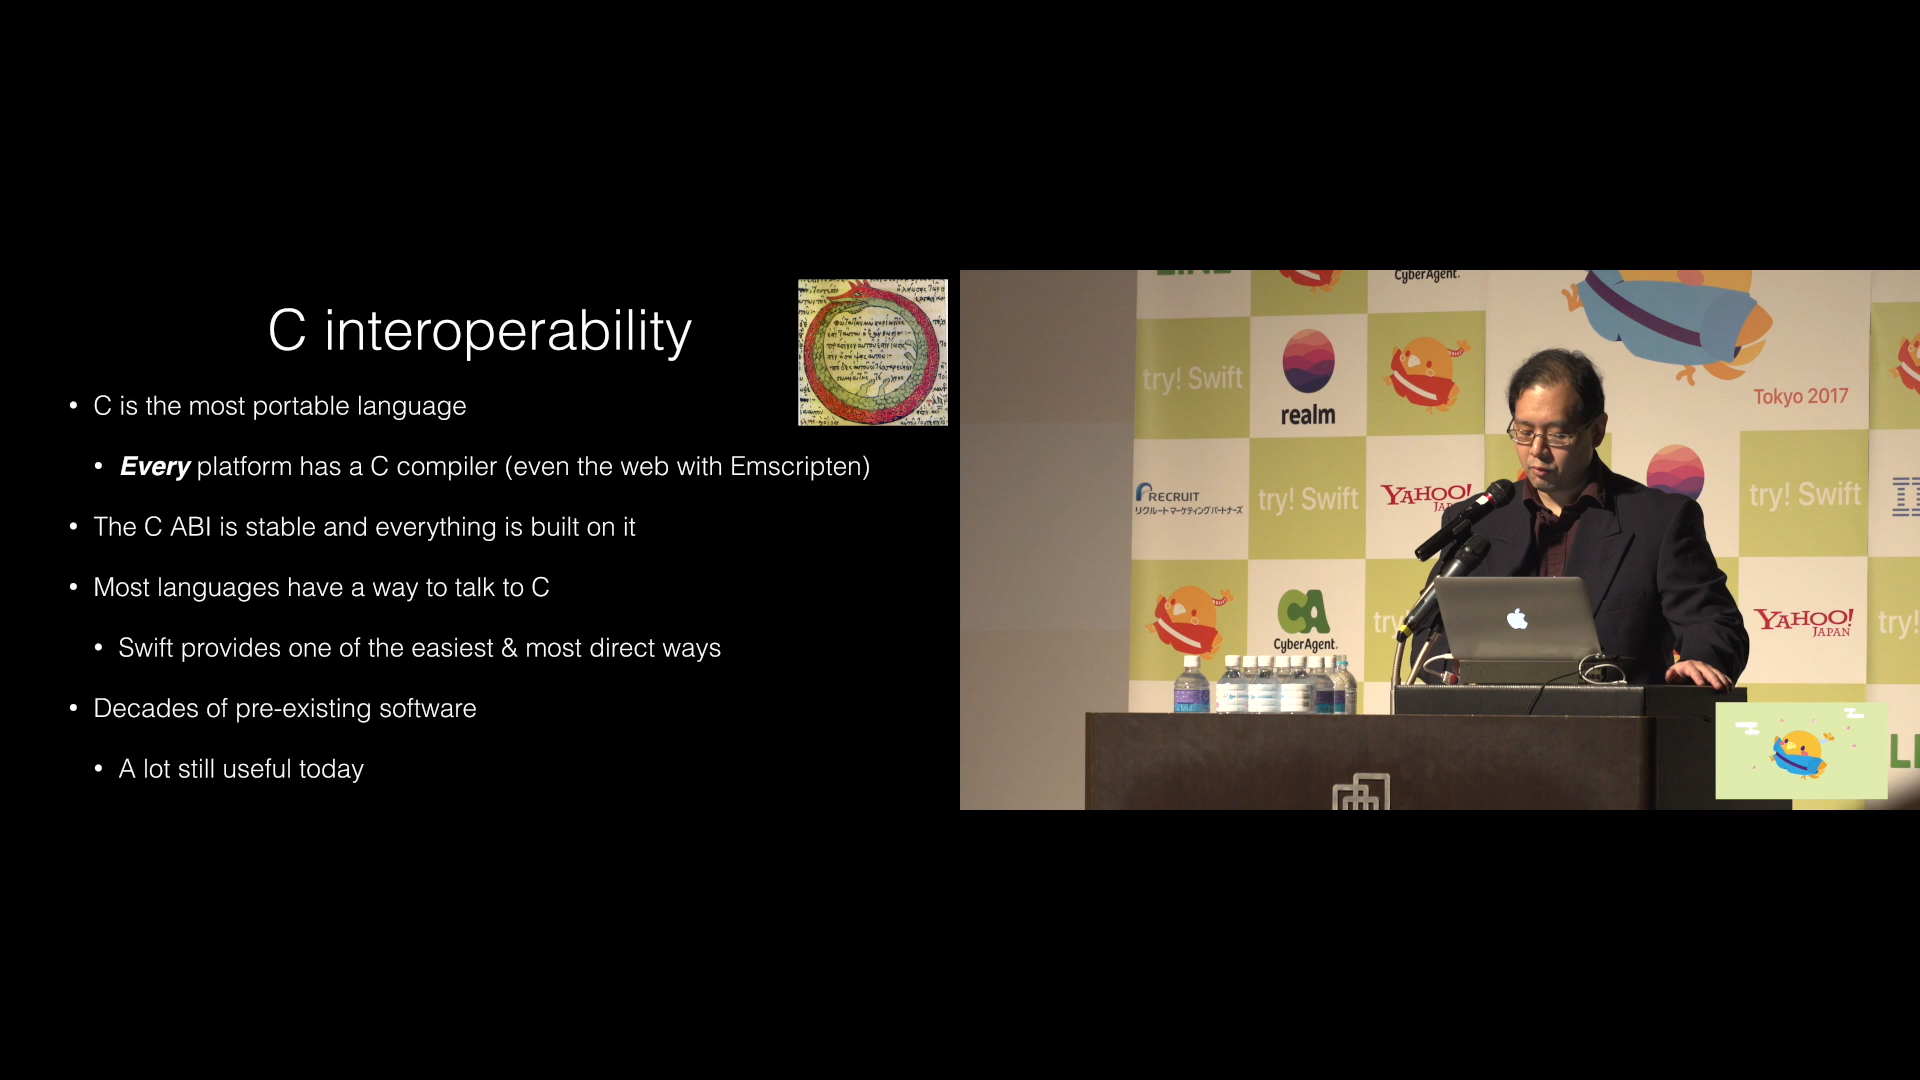 C interoperability
• C is the most portable language
• Every platform has a C compiler (even the web with Emscripten)
• The C ABI is stable and everything is built on it
• Most languages have a way to talk to C
• Swift provides one of the easiest & most direct ways
• Decades of pre-existing software
• A lot still useful today
CyberAgent.
try! Swift
realm
Tokyo 2017
RECRUIT
リクルートマーケティングパートナーズ
try! Swift
YAHOO!
try! Swift
CyberAgent.
YAHOO!
JAPAN
try!